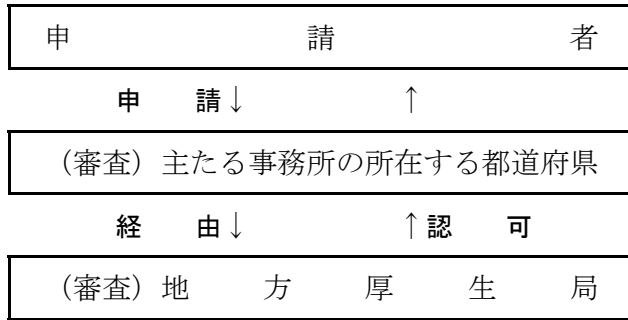 申請者
申請↓ ↑
（審査）主たる事務所の所在する都道府県
経由↓ ↑認可
（審査）地方厚生局